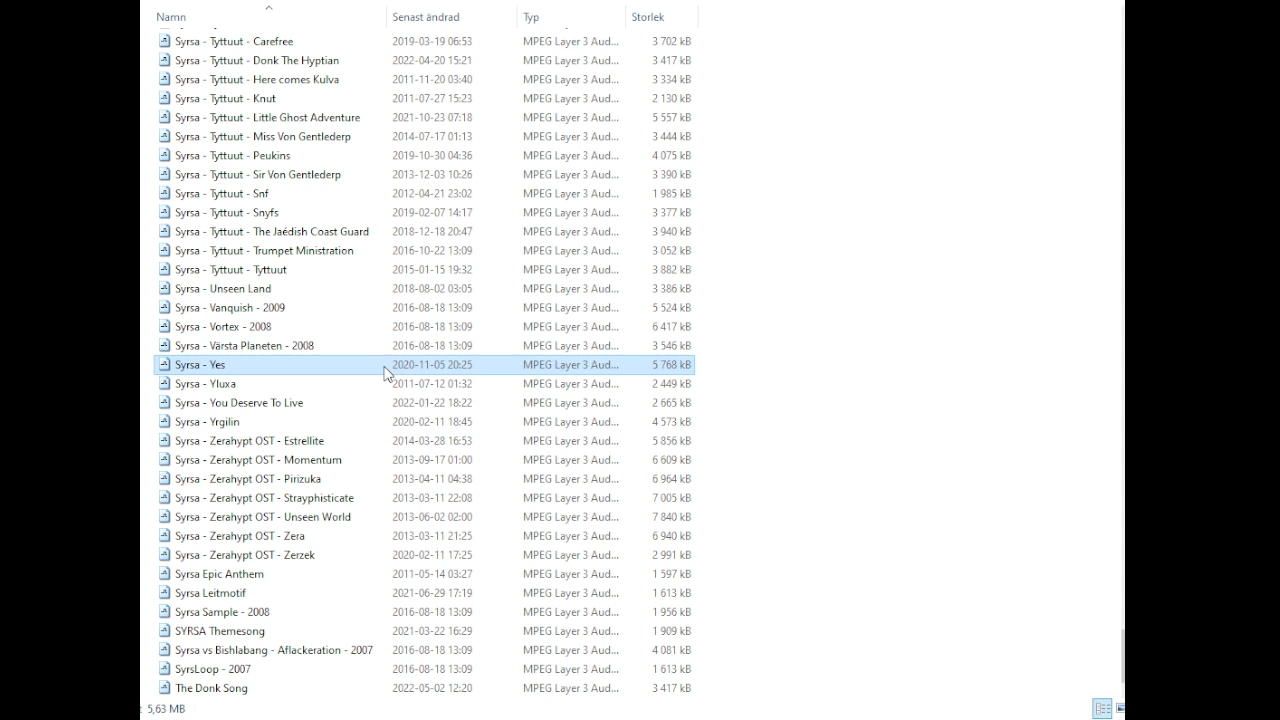 Namn Senast ändrad Typ Storlek
Syrsa - Tyttuut - Carefree 2019-03-19 06:53 MPEG Layer 3 Aud... 3 702 kB
Syrsa - Tyttuut - Donk The Hyptian 2022-04-20 15:21 MPEG Layer 3 Aud... 3 417 kB
Syrsa - Tyttuut - Here comes Kulva 2011-11-20 03:40 MPEG Layer 3 Aud... 3 334 kB
Syrsa - Tyttuut - Knut 2011-07-27 15:23 MPEG Layer 3 Aud... 2 130 kB
Syrsa - Tyttuut - Little Ghost Adventure 2021-10-23 07:18 MPEG Layer 3 Aud... 5 557 kB
Syrsa - Tyttuut - Miss Von Gentlederp 2014-07-17 01:13 MPEG Layer 3 Aud... 3 444 kB
Syrsa - Tyttuut - Peukins 2019-10-30 04:36 MPEG Layer 3 Aud... 4 075 kB
Syrsa - Tyttuut - Sir Von Gentlederp 2013-12-03 10:26 MPEG Layer 3 Aud... 3 390 kB
Syrsa - Tyttuut - Snf 2012-04-21 23:02 MPEG Layer 3 Aud... 1 985 kB
Syrsa - Tyttuut - Snyfs 2019-02-07 14:17 MPEG Layer 3 Aud... 3 377 kB
Syrsa - Tyttuut - The Jaédish Coast Guard 2018-12-18 20:47 MPEG Layer 3 Aud... 3 940 kB
Syrsa - Tyttuut - Trumpet Ministration 2016-10-22 13:09 MPEG Layer 3 Aud... 3 052 kB
Syrsa - Tyttuut - Tyttuut 2015-01-15 19:32 MPEG Layer 3 Aud... 3 882 kB
Syrsa - Unseen Land 2018-08-02 03:05 MPEG Layer 3 Aud... 3 386 kB
Syrsa - Vanquish - 2009 2016-08-18 13:09 MPEG Layer 3 Aud... 5 524 kB
Syrsa - Vortex - 2008 2016-08-18 13:09 MPEG Layer 3 Aud... 6 417 kB
Syrsa - Värsta Planeten - 2008 2016-08-18 13:09 MPEG Layer 3 Aud... 3 546 kB
Syrsa - Yes 2020-11-05 20:25 MPEG Layer 3 Aud... 5 768 kB
Syrsa - Yluxa 2011-07-12 01:32 MPEG Layer 3 Aud... 2 449 kB
Syrsa - You Deserve To Live 2022-01-22 18:22 MPEG Layer 3 Aud... 2 665 kB
Syrsa - Yrgilin 2020-02-11 18:45 MPEG Layer 3 Aud... 4 573 kB
Syrsa - Zerahypt OST - Estrellite 2014-03-28 16:53 MPEG Layer 3 Aud... 5 856 kB
Syrsa - Zerahypt OST - Momentum 2013-09-17 01:00 MPEG Layer 3 Aud... 6 609 kB
Syrsa - Zerahypt OST - Pirizuka 2013-04-11 04:38 MPEG Layer 3 Aud... 6 964 kB
Syrsa - Zerahypt OST - Strayphisticate 2013-03-11 22:08 MPEG Layer 3 Aud... 7 005 kB
Syrsa - Zerahypt OST - Unseen World 2013-06-02 02:00 MPEG Layer 3 Aud... 7 840 kB
Syrsa - Zerahypt OST - Zera 2013-03-11 21:25 MPEG Layer 3 Aud... 6 940 kB
Syrsa - Zerahypt OST - Zerzek 2020-02-11 17:25 MPEG Layer 3 Aud... 2 991 kB
Syrsa Epic Anthem 2011-05-14 03:27 MPEG Layer 3 Aud... 1 597 kB
Syrsa Leitmotif 2021-06-29 17:19 MPEG Layer 3 Aud... 1 613 kB
Syrsa Sample - 2008 2016-08-18 13:09 MPEG Layer 3 Aud... 1 956 kB
SYRSA Themesong 2021-03-22 16:29 MPEG Layer 3 Aud... 1 909 kB
Syrsa vs Bishlabang - Aflackeration - 2007 2016-08-18 13:09 MPEG Layer 3 Aud... 4 081 kB
SyrsLoop - 2007 2016-08-18 13:09 MPEG Layer 3 Aud... 1 613 kB
The Donk Song 2022-05-02 12:20 MPEG Layer 3 Aud... 3 417 kB
5,63 MB